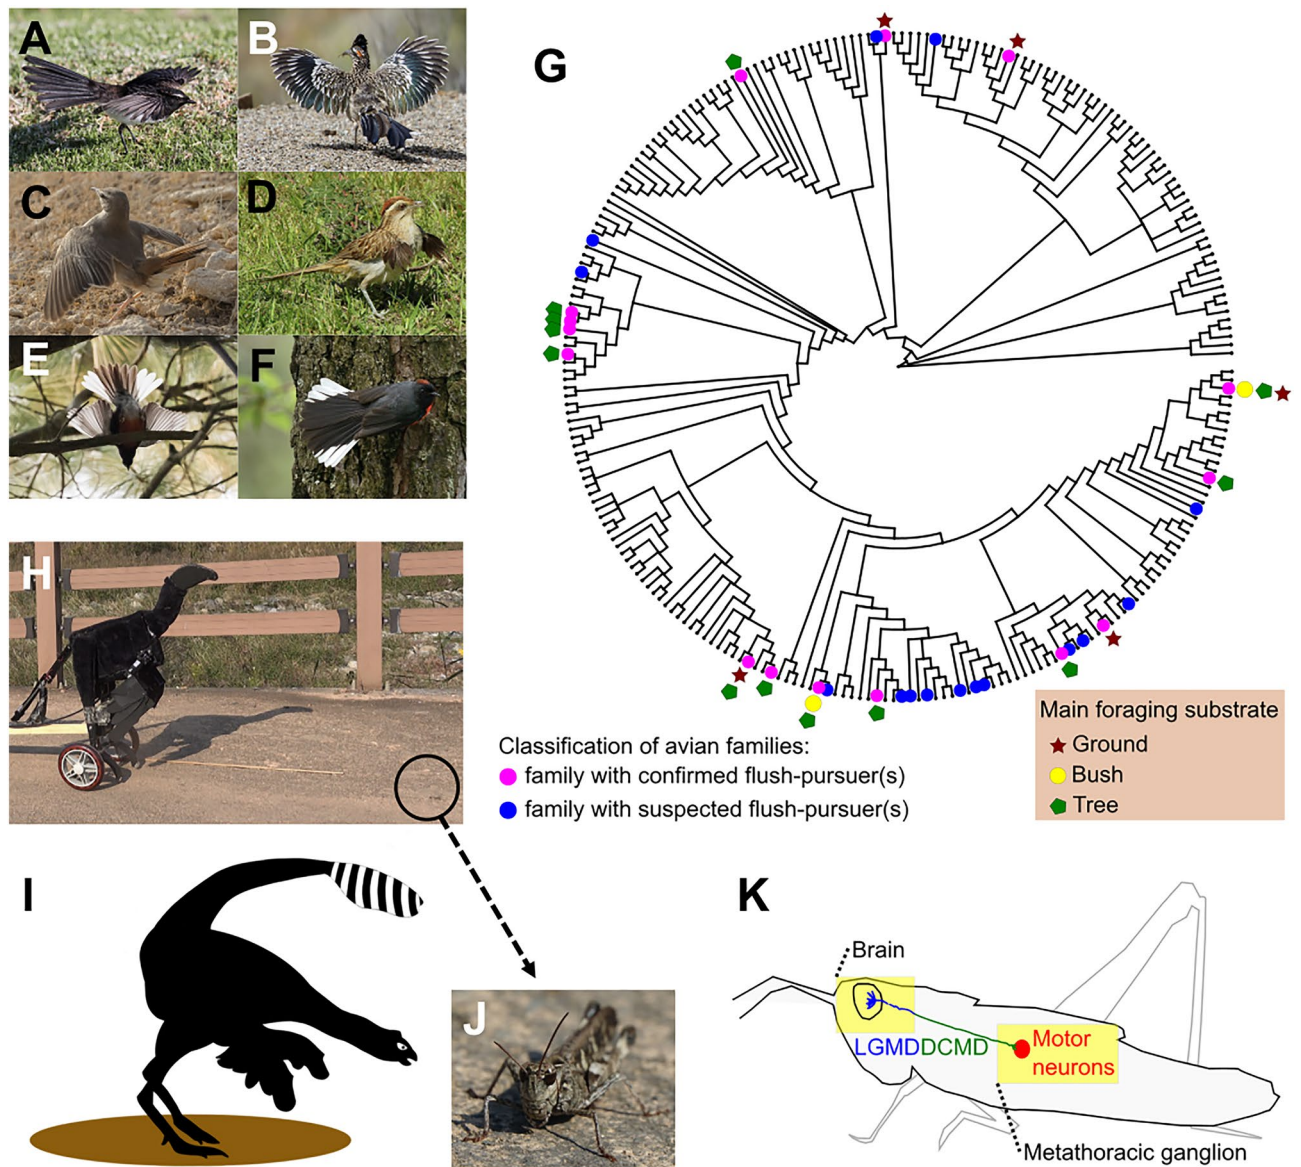 A
B
C
D
E
F
G
H
Classification of avian families:
family with confirmed flush-pursuer(s)
family with suspected flush-pursuer(s)
Main foraging substrate
Ground
Bush
Tree
I
J
K
Brain
LGMD DCMD
Motor
neurons
Metathoracic ganglion